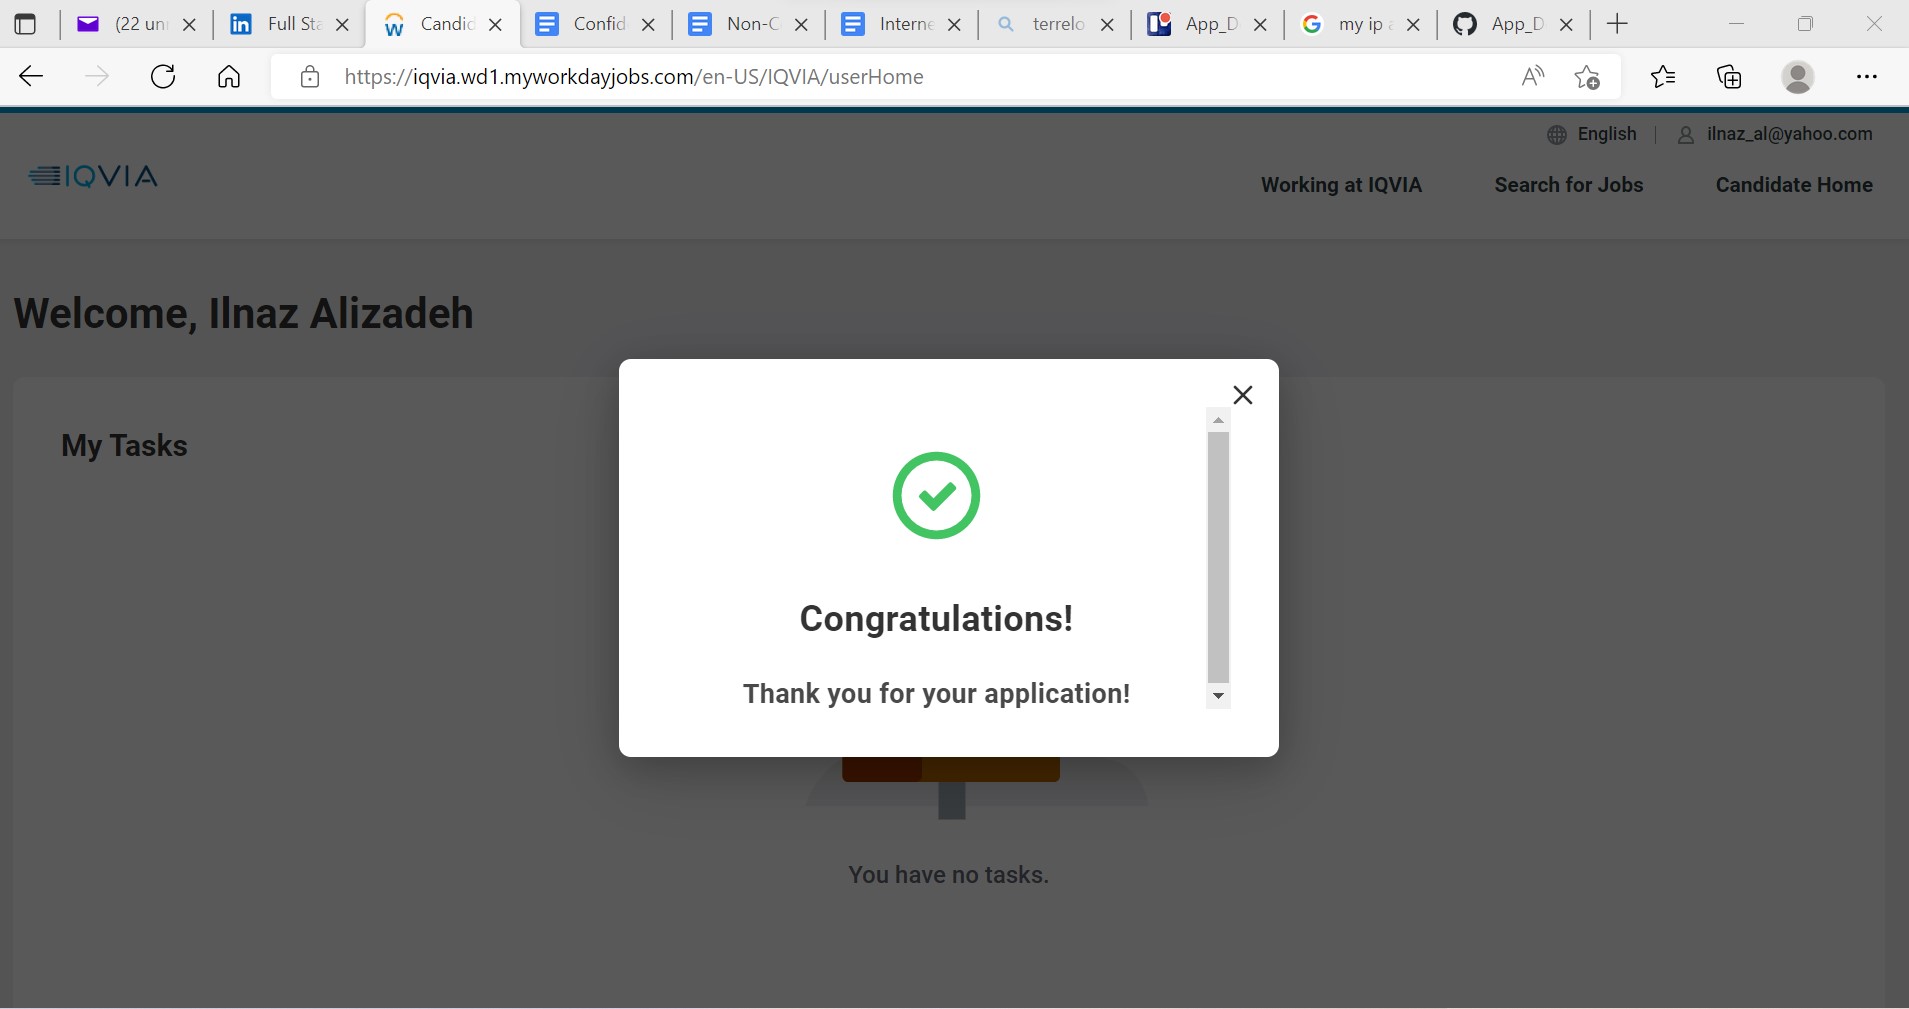 (22 un
Full Sta
Candid
Confid
Non-C
Interne
terrelo
App_D
my ip a
App_D
https://iqvia.wd1.myworkdayjobs.com/en-US/IQVIA/userHome
English
ilnaz_al@yahoo.com
IQVIA
Working at IQVIA
Search for Jobs
Candidate Home
Welcome, Ilnaz Alizadeh
My Tasks
Congratulations!
Thank you for your application!
You have no tasks.